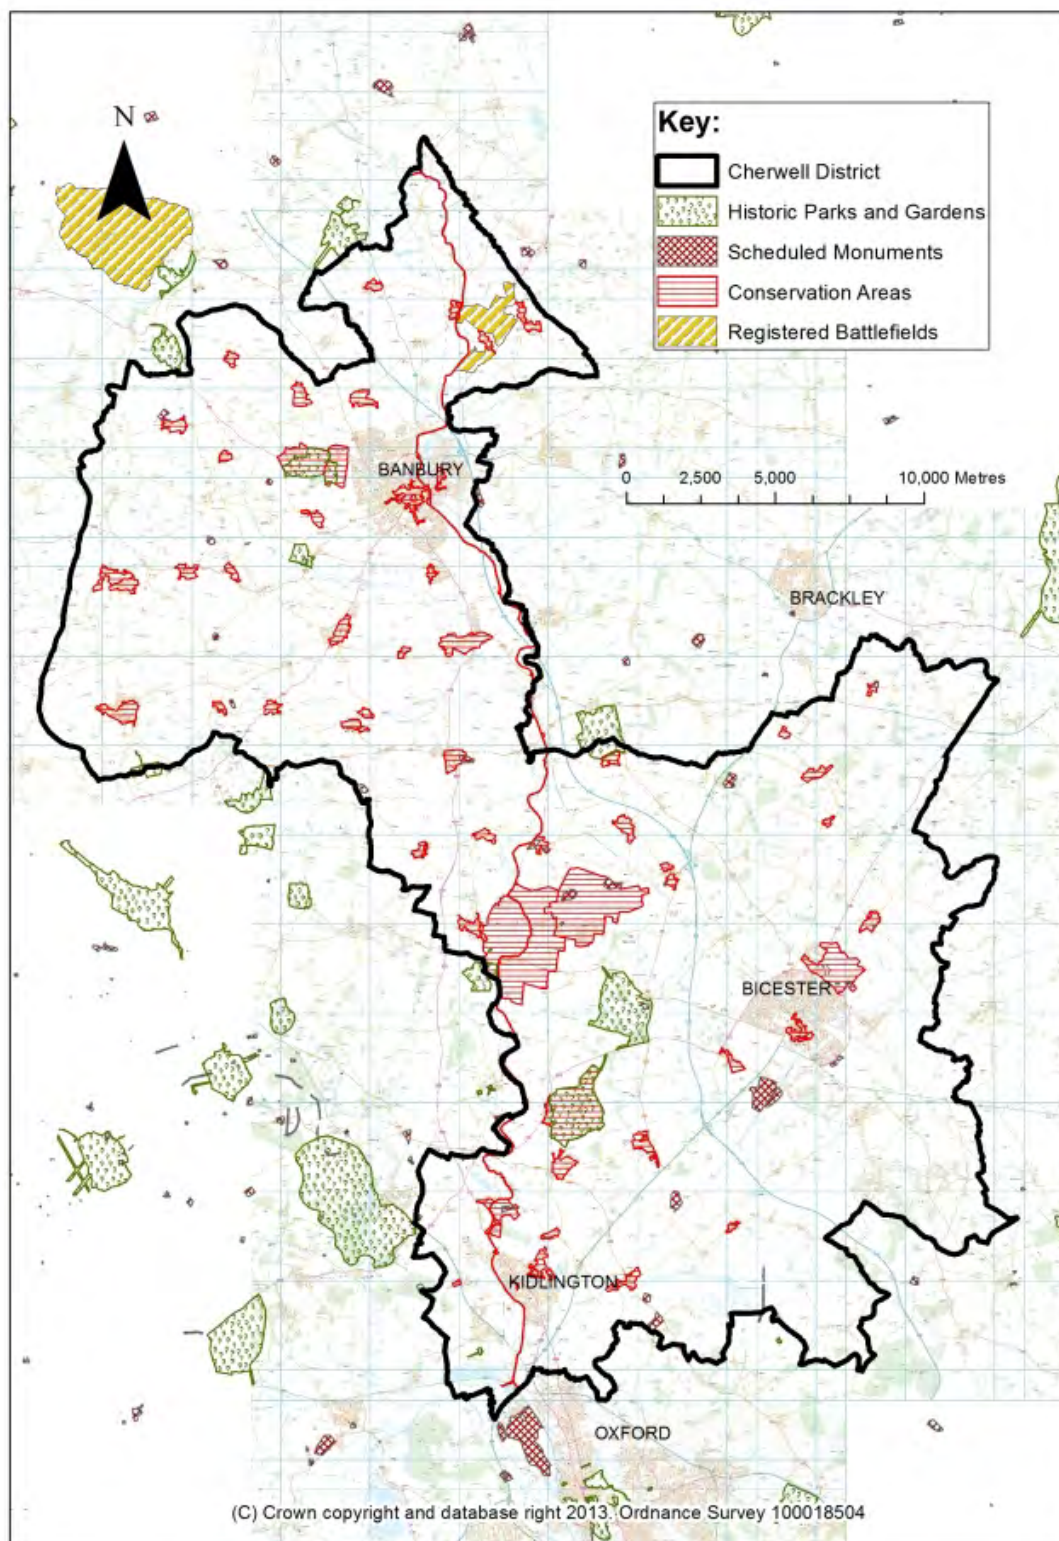 N
Key:
Cherwell District
Historic Parks and Gardens
Scheduled Monuments
Conservation Areas
Registered Battlefields
BANBURY
0 2,500 5,000 10,000 Metres
BRACKLEY
BICESTER
KIDLINGTON
OXFORD
(C) Crown copyright and database right 2013. Ordnance Survey 100018504